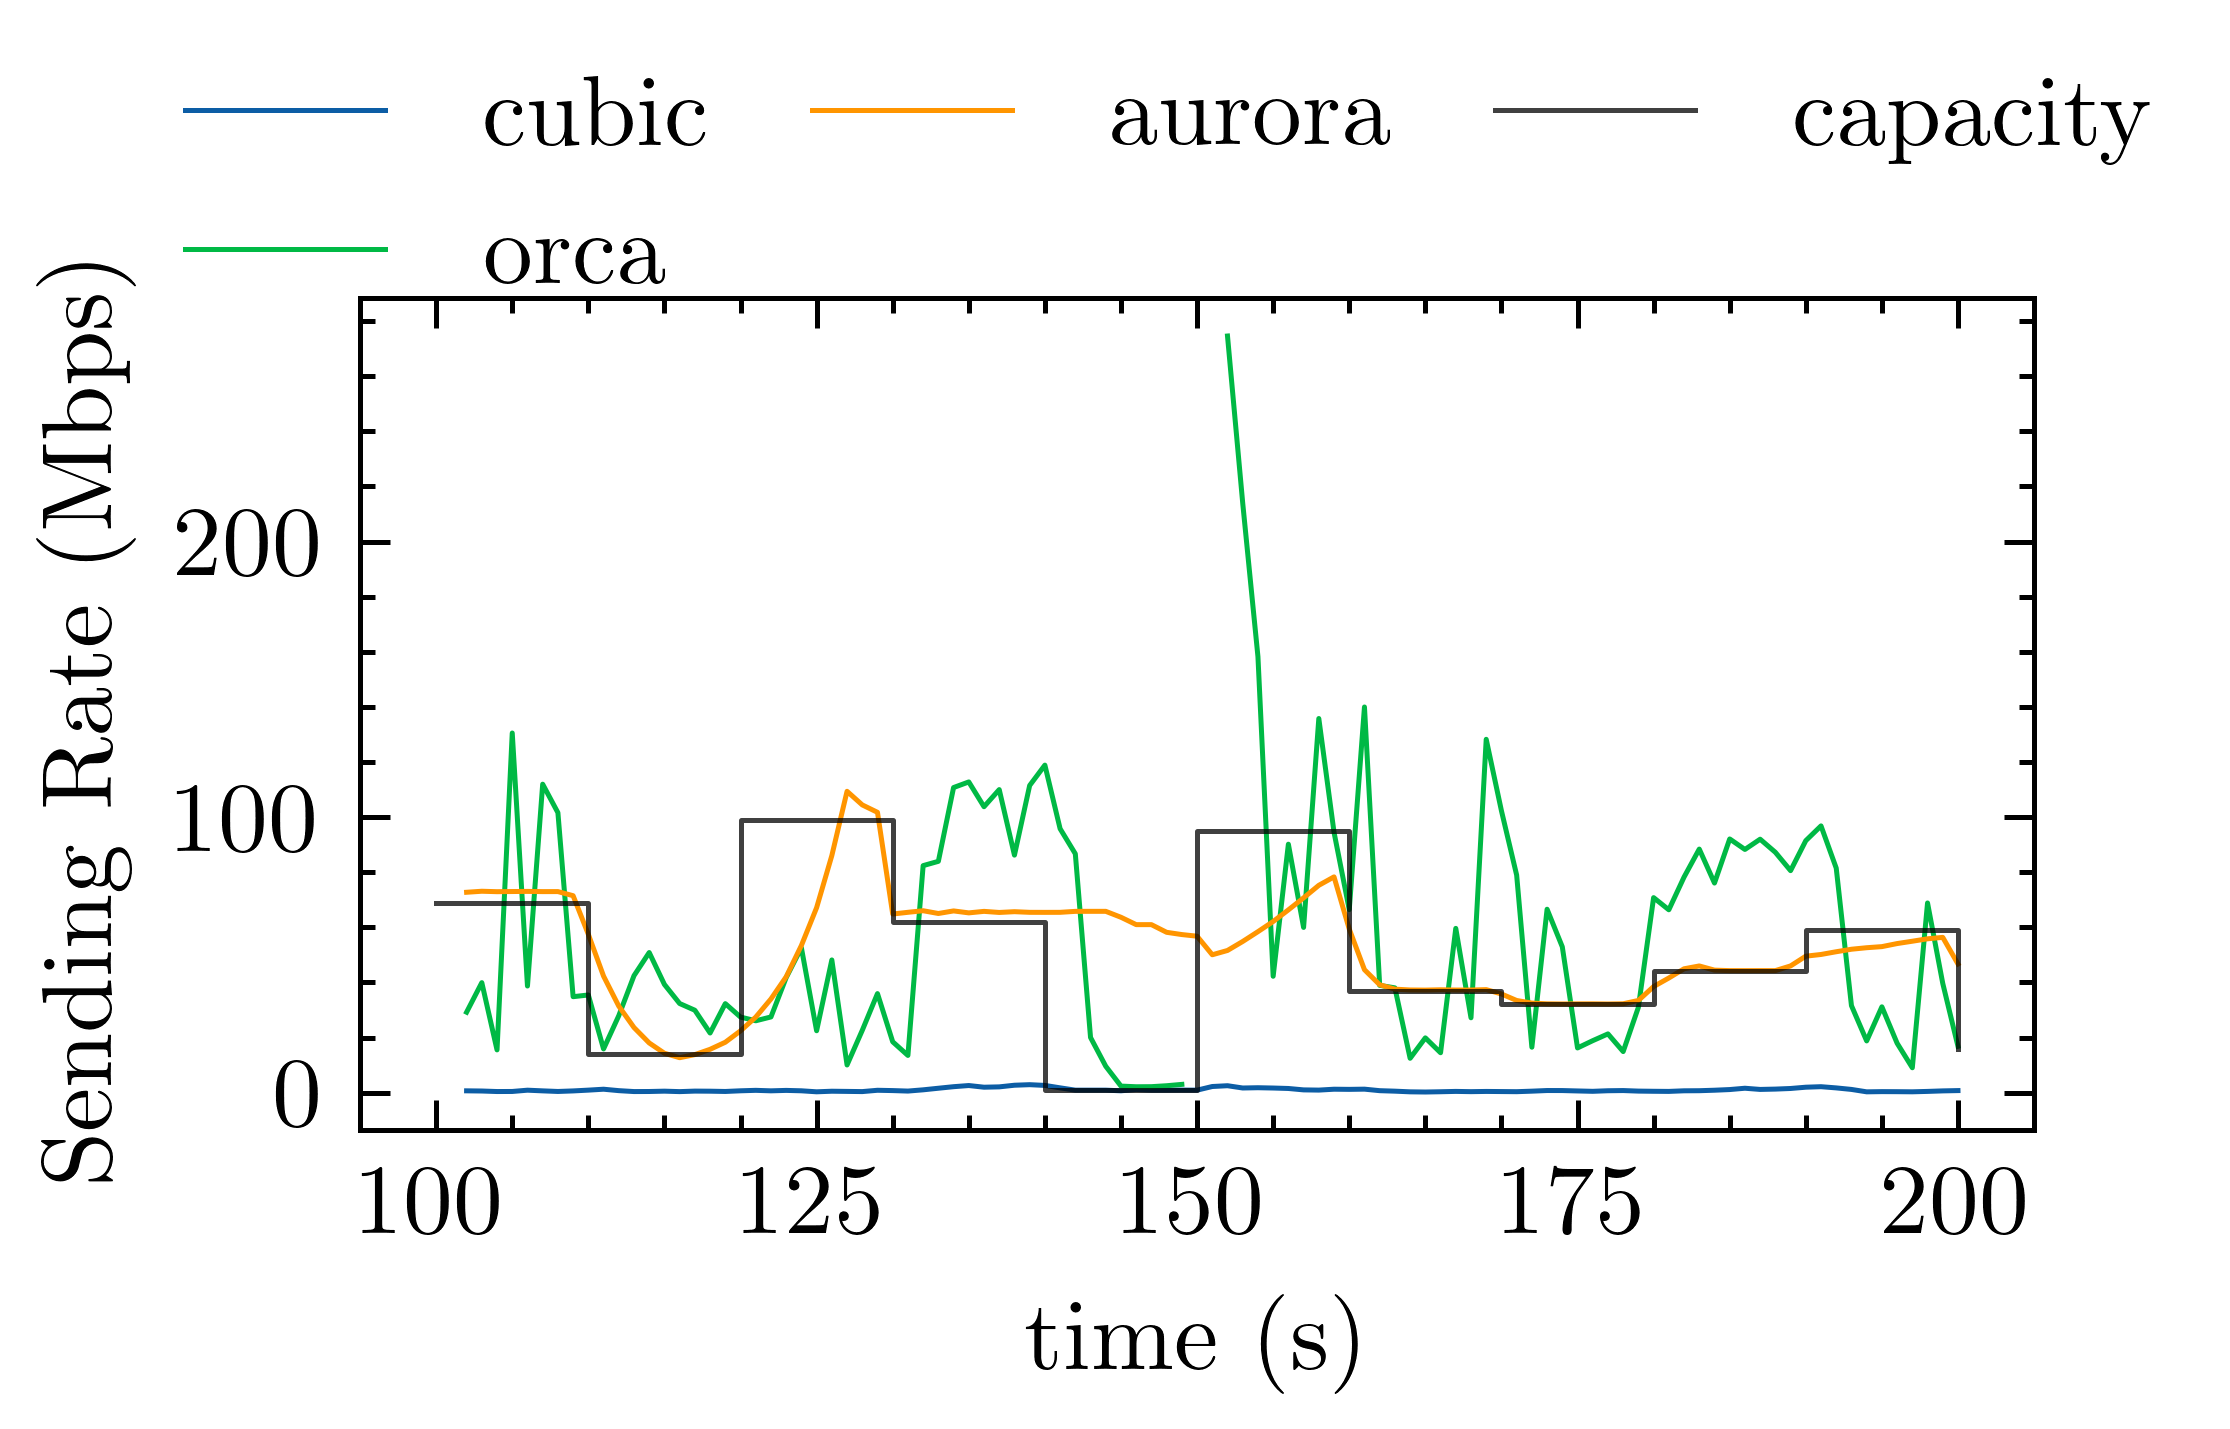 cubic aurora capacity
orca
Sending Rate (Mbps)
200
100
0
100 125 150 175 200
time (s)